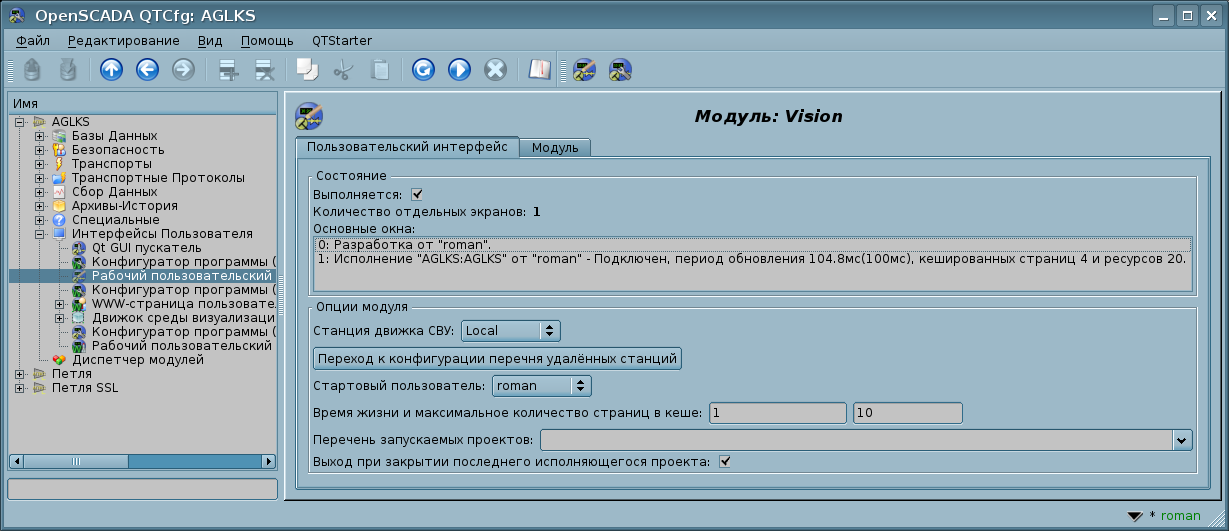 OpenSCADA QTCfg: AGLKS
Файл Редактирование Вид Помощь QTStarter
Имя
AGLKS
Базы Данных
Безопасность
Транспорты
Транспортные Протоколы
Сбор Данных
Архивы-История
Специальные
Интерфейсы Пользователя
Qt GUI пускатель
Конфигуратор программы (
Рабочий пользовательский
Конфигуратор программы (
WWW-страница пользовате.
Движок среды визуализаци
Конфигуратор программы (
Рабочий пользовательский
Диспетчер модулей
Петля
Петля SSL
Модуль: Vision
Пользовательский интерфейс Модуль
Состояние
Выполняется:
Количество отдельных экранов: 1
Основные окна:
0: Разработка от "roman".
1: Исполнение "AGLKS:AGLKS" от "roman" - Подключен, период обновления 104.8мс(100мс), кешированных страниц 4 и ресурсов 20.
Опции модуля
Станция движка СВУ: Local
Переход к конфигурации перечня удалённых станций
Стартовый пользователь: roman
Время жизни и максимальное количество страниц в кеше: 1 10
Перечень запускаемых проектов:
Выход при закрытии последнего исполняющегося проекта:
* roman